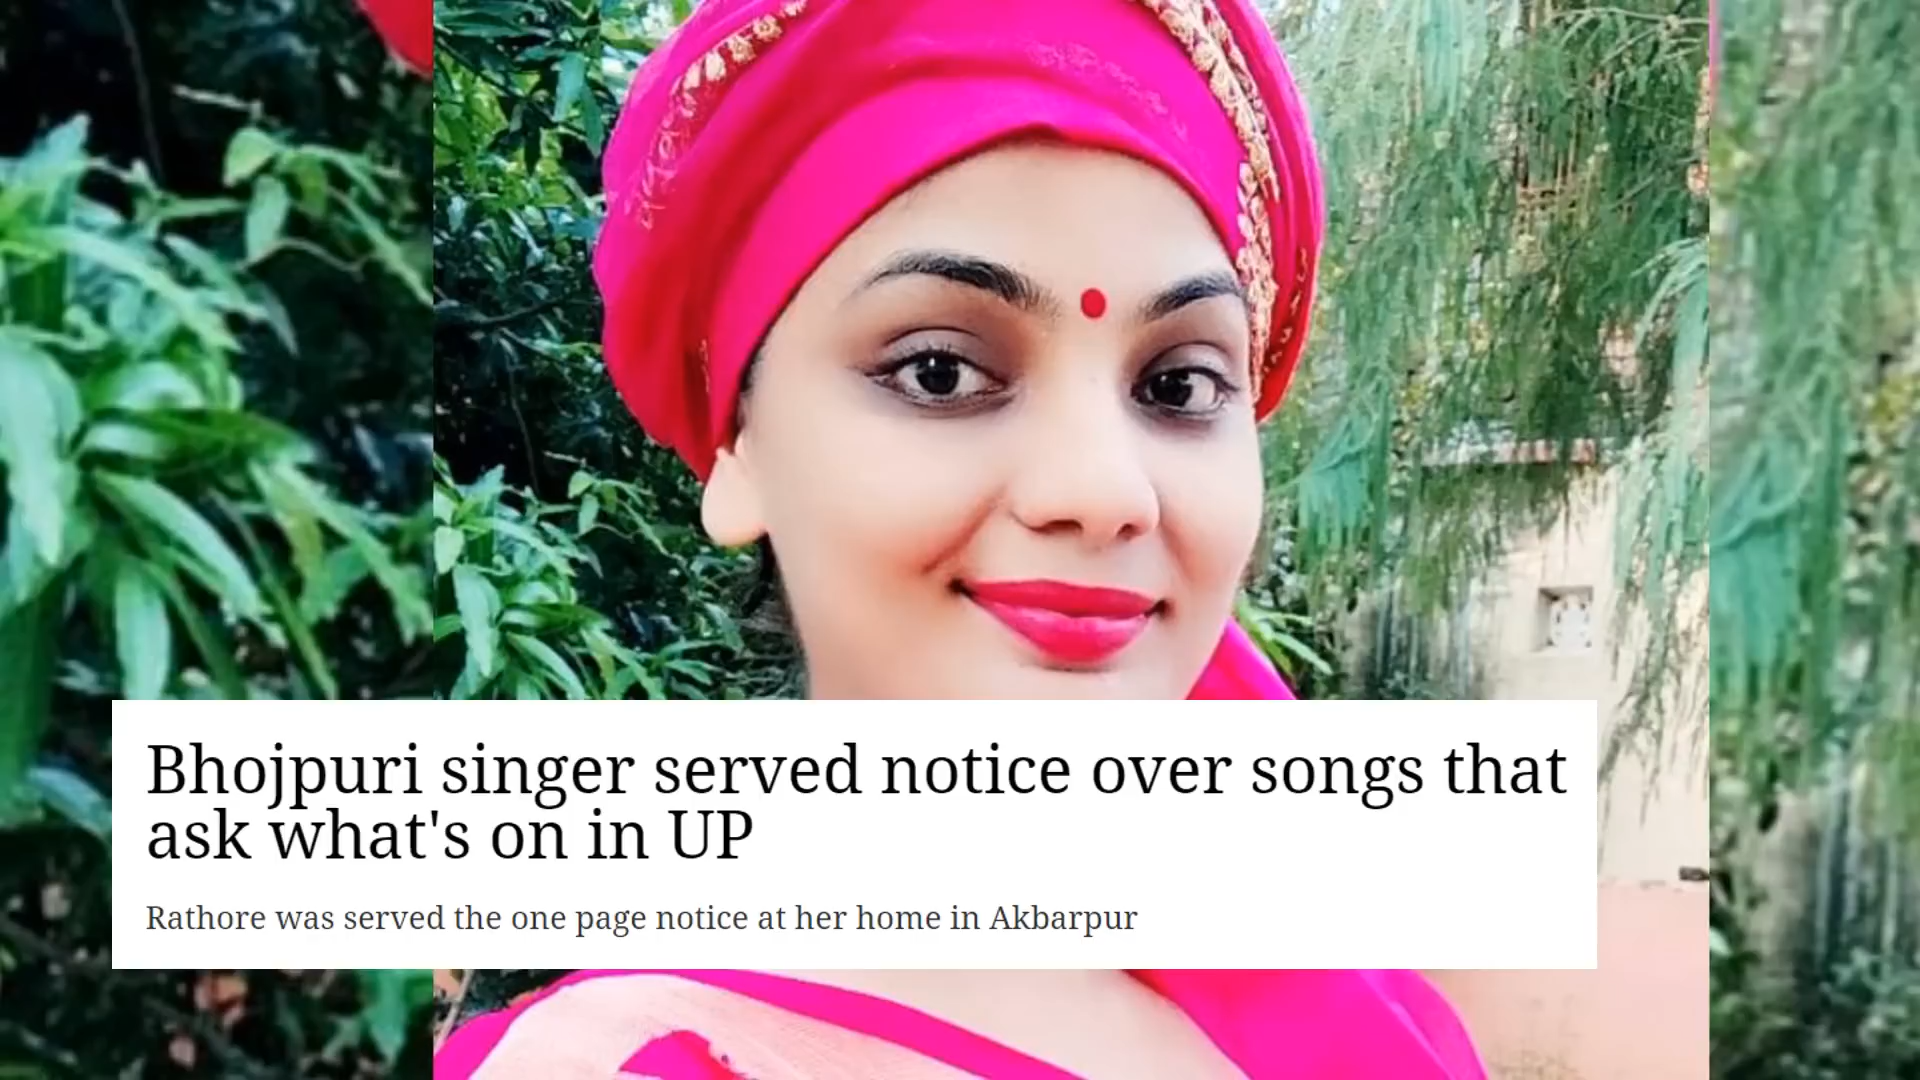 Bhojpuri singer served notice over songs that
ask what's on in UP
Rathore was served the one page notice at her home in Akbarpur